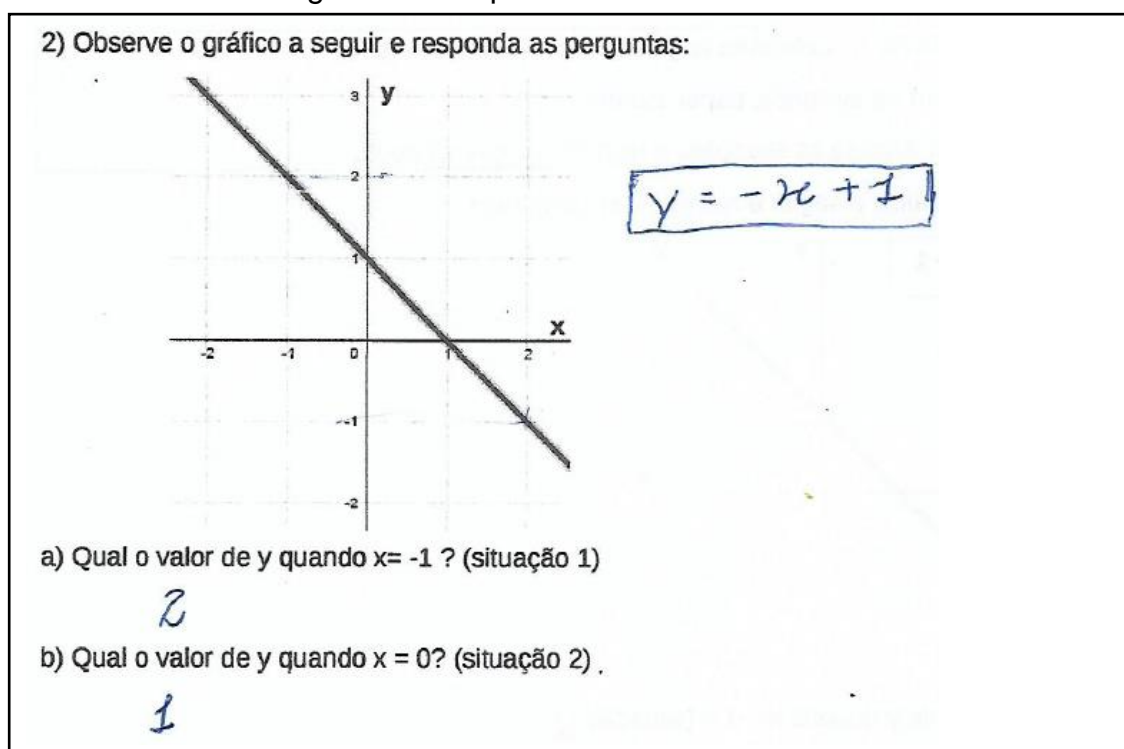 2) Observe o gráfico a seguir e responda as perguntas:
3 y
2
y = -x + 1
1
x
-2 -1 0 1 2
-1
-2
a) Qual o valor de y quando x= -1 ? (situação 1)
2
b) Qual o valor de y quando x = 0? (situação 2) .
1